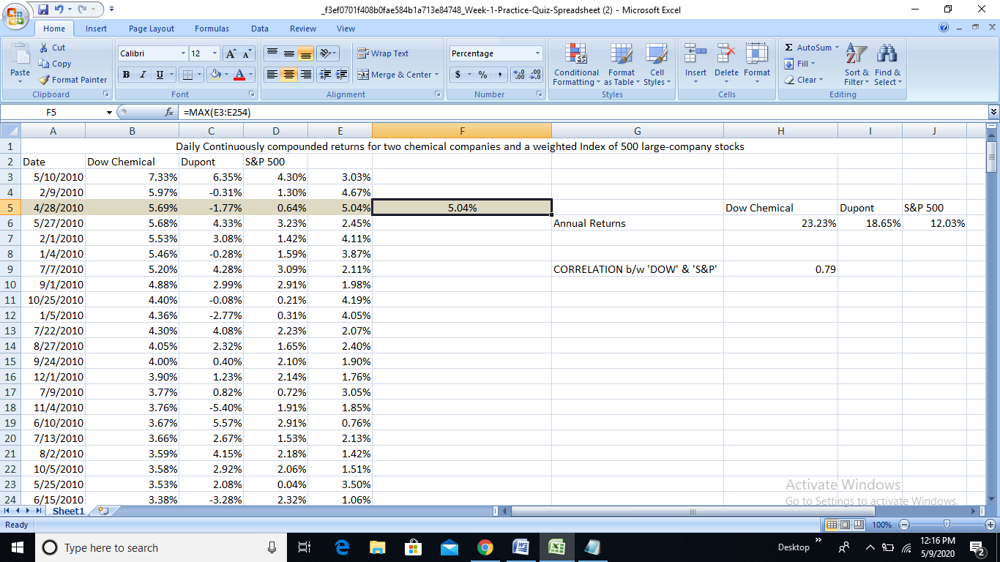 _f3ef0701f408b0fae584b1a713e84748_Week-1-Practice-Quiz-Spreadsheet (2) - Microsoft Excel
Home Insert Page Layout Formulas Data Review View
Paste
Cut
Copy
Format Painter
Clipboard
Calibri 12
A A
B I U A
Font
Wrap Text
Merge & Center
Alignment
Percentage
$ % , .00 .00
Number
Conditional Formatting
Format as Table
Cell Styles
Styles
Insert Delete Format
Cells
Σ AutoSum
Fill
Clear
Sort & Filter
Find & Select
Editing
F5 fx =MAX(E3:E254)
A B C D E F G H I J
1 Daily Continuously compounded returns for two chemical companies and a weighted Index of 500 large-company stocks
2 Date Dow Chemical Dupont S&P 500
3 5/10/2010 7.33% 6.35% 4.30% 3.03%
4 2/9/2010 5.97% -0.31% 1.30% 4.67%
5 4/28/2010 5.69% -1.77% 0.64% 5.04% 5.04% Dow Chemical Dupont S&P 500
6 5/27/2010 5.68% 4.33% 3.23% 2.45% Annual Returns 23.23% 18.65% 12.03%
7 2/1/2010 5.53% 3.08% 1.42% 4.11%
8 1/4/2010 5.46% -0.28% 1.59% 3.87%
9 7/7/2010 5.20% 4.28% 3.09% 2.11% CORRELATION b/w 'DOW' & 'S&P' 0.79
10 9/1/2010 4.88% 2.99% 2.91% 1.98%
11 10/25/2010 4.40% -0.08% 0.21% 4.19%
12 1/5/2010 4.36% -2.77% 0.31% 4.05%
13 7/22/2010 4.30% 4.08% 2.23% 2.07%
14 8/27/2010 4.05% 2.32% 1.65% 2.40%
15 9/24/2010 4.00% 0.40% 2.10% 1.90%
16 12/1/2010 3.90% 1.23% 2.14% 1.76%
17 7/9/2010 3.77% 0.82% 0.72% 3.05%
18 11/4/2010 3.76% -5.40% 1.91% 1.85%
19 6/10/2010 3.67% 5.57% 2.91% 0.76%
20 7/13/2010 3.66% 2.67% 1.53% 2.13%
21 8/2/2010 3.59% 4.15% 2.18% 1.42%
22 10/5/2010 3.58% 2.92% 2.06% 1.51%
23 5/25/2010 3.53% 2.08% 0.04% 3.50%
24 6/15/2010 3.38% -3.28% 2.32% 1.06%
Activate Windows
Go to Settings to activate Windows.
Sheet1
Ready 100%
Type here to search
Desktop
12:16 PM
5/9/2020
2